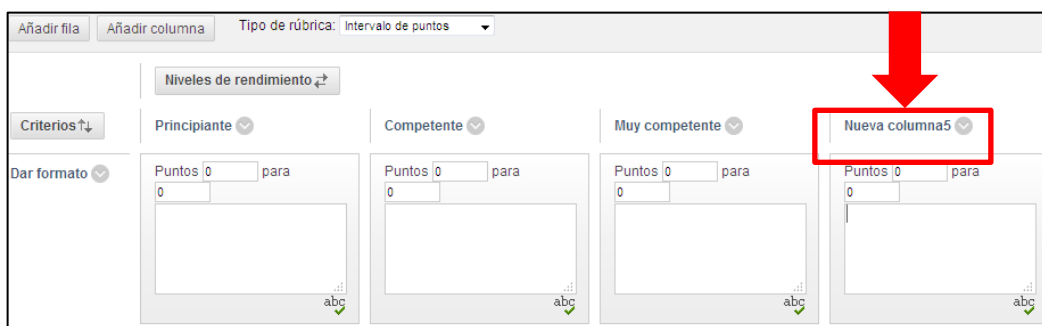 Añadir fila Añadir columna Tipo de rúbrica: Intervalo de puntos
Niveles de rendimiento
Criterios Principiante Competente Muy competente Nueva columna5
Dar formato Puntos 0 para Puntos 0 para Puntos 0 para Puntos 0 para
0 0 0 0
abc abc abc abc